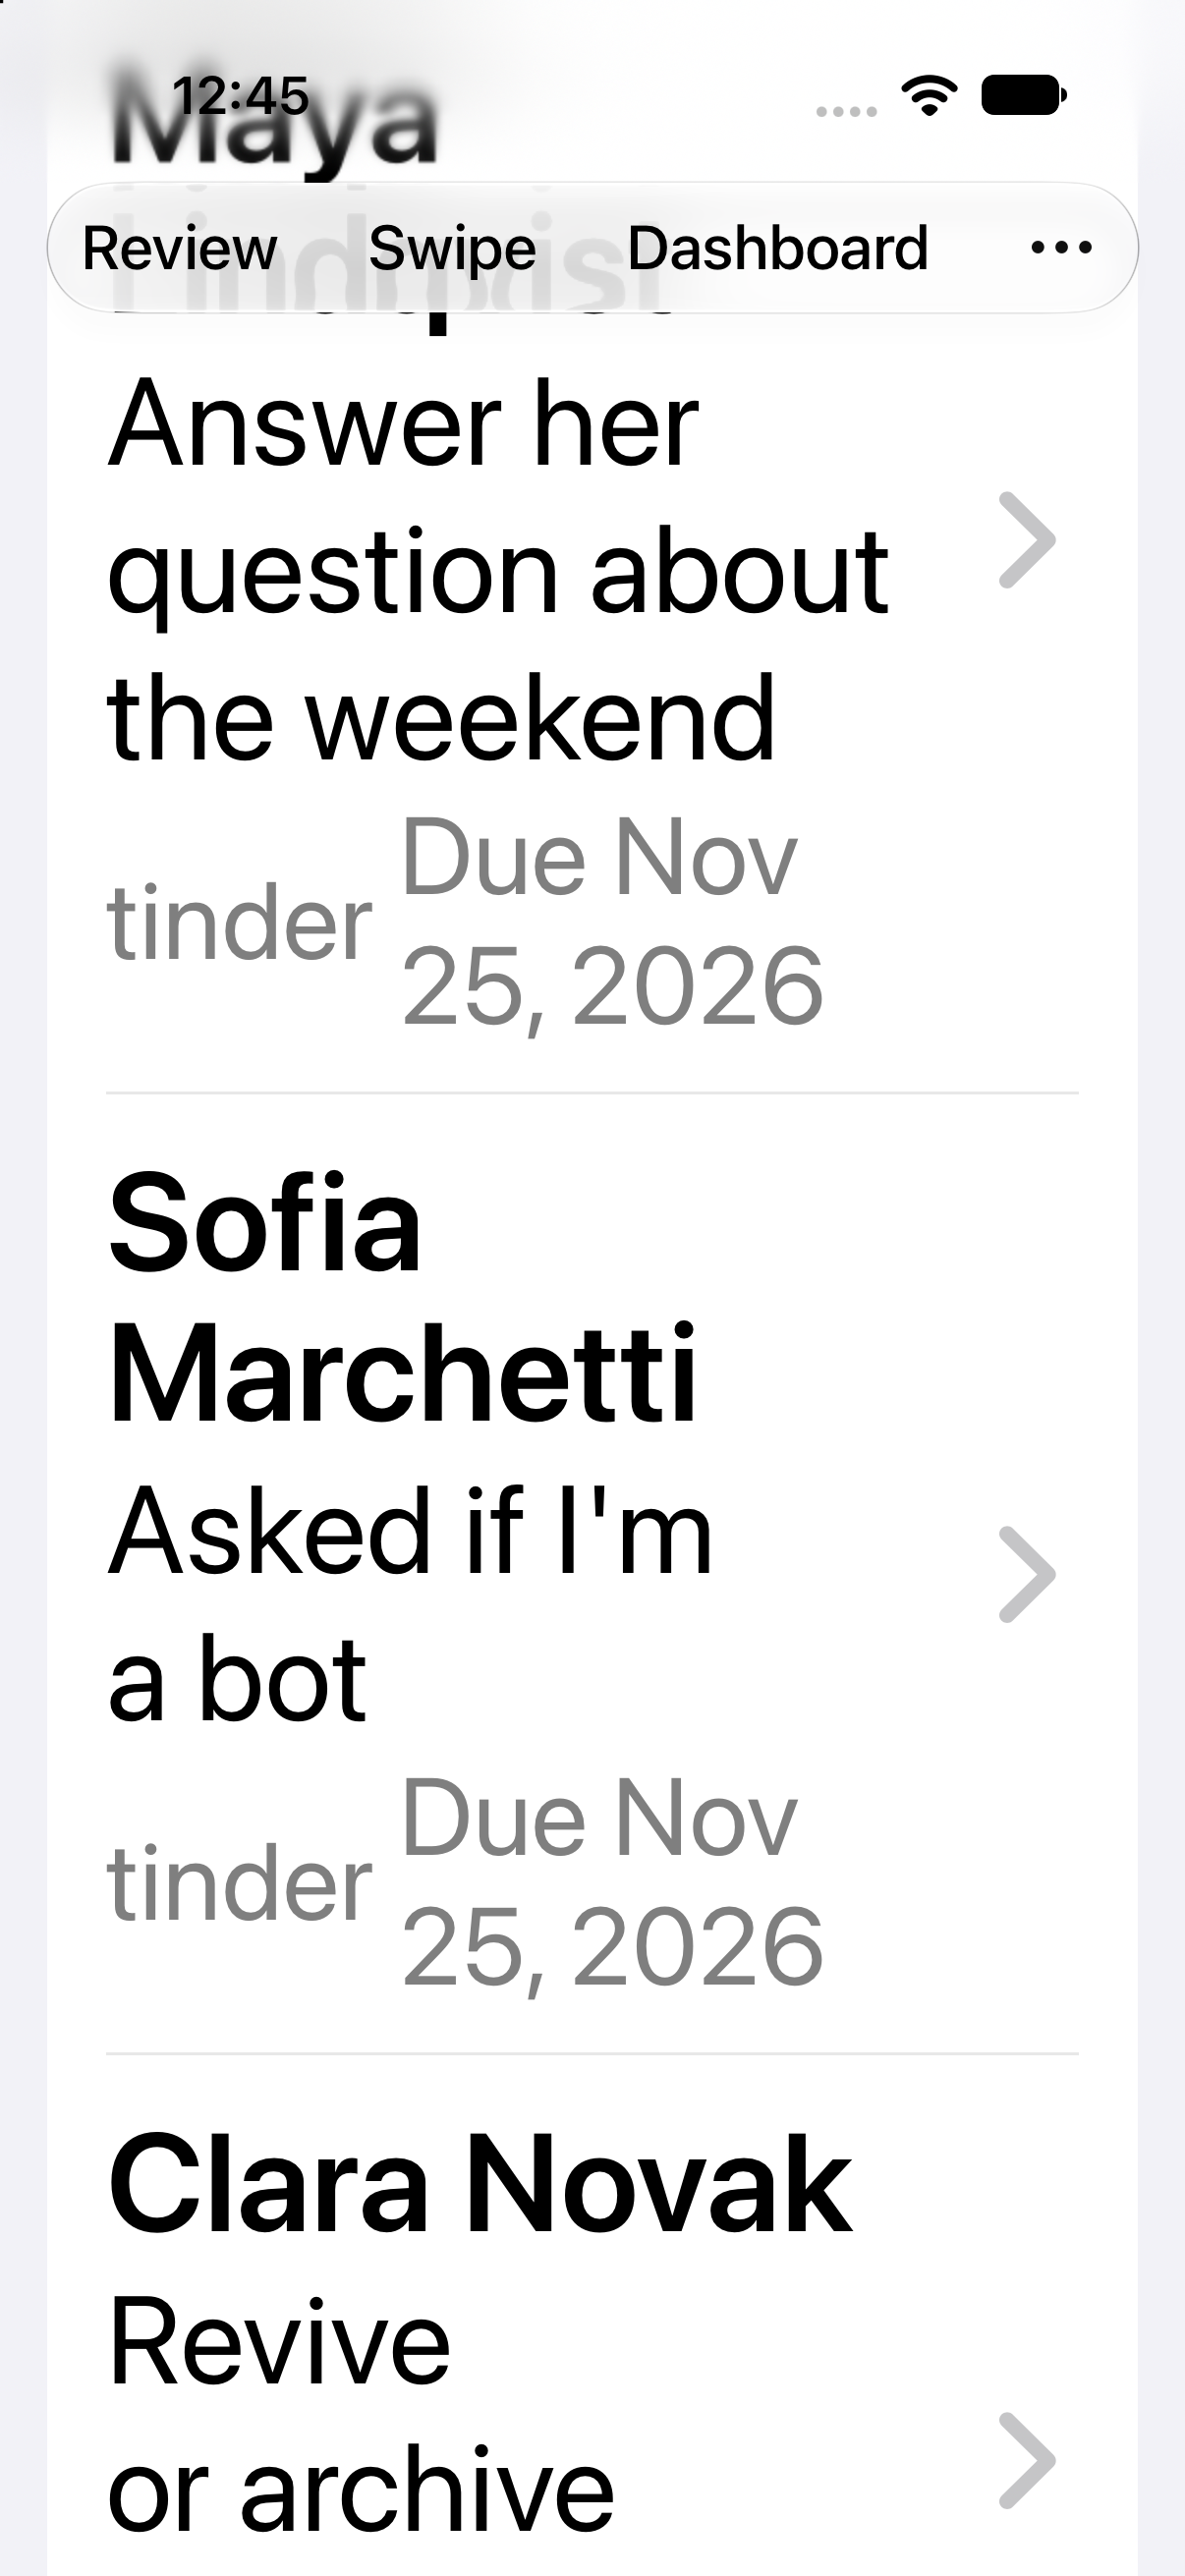 12:45
Maya
Lindqvist
Review Swipe Dashboard
Answer her
question about
the weekend
tinder
Due Nov
25, 2026
Sofia
Marchetti
Asked if I'm
a bot
tinder
Due Nov
25, 2026
Clara Novak
Revive
or archive